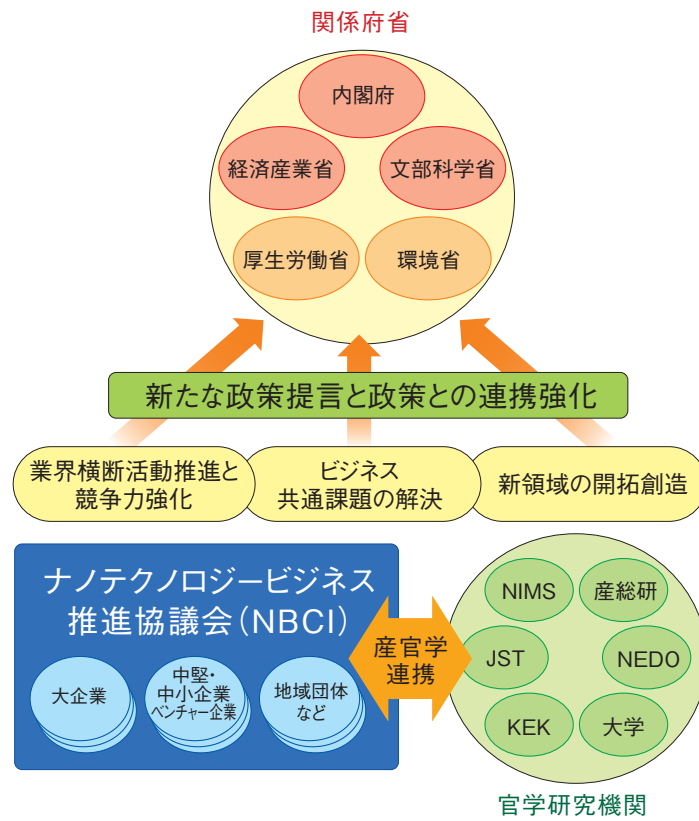 関係府省
内閣府
経済産業省
文部科学省
厚生労働省
環境省
新たな政策提言と政策との連携強化
業界横断活動推進と
競争力強化
ビジネス
共通課題の解決
新領域の開拓創造
ナノテクノロジービジネス
推進協議会(NBCI)
大企業
中堅・
中小企業
ベンチャー企業
地域団体
など
産官学
連携
NIMS
産総研
JST
NEDO
KEK
大学
官学研究機関